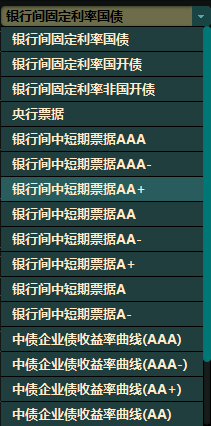 银行间固定利率国债
银行间固定利率国债
银行间固定利率国开债
银行间固定利率非国开债
央行票据
银行间中短期票据AAA
银行间中短期票据AAA-
银行间中短期票据AA+
银行间中短期票据AA
银行间中短期票据AA-
银行间中短期票据A+
银行间中短期票据A
银行间中短期票据A-
中债企业债收益率曲线(AAA)
中债企业债收益率曲线(AAA-)
中债企业债收益率曲线(AA+)
中债企业债收益率曲线(AA)